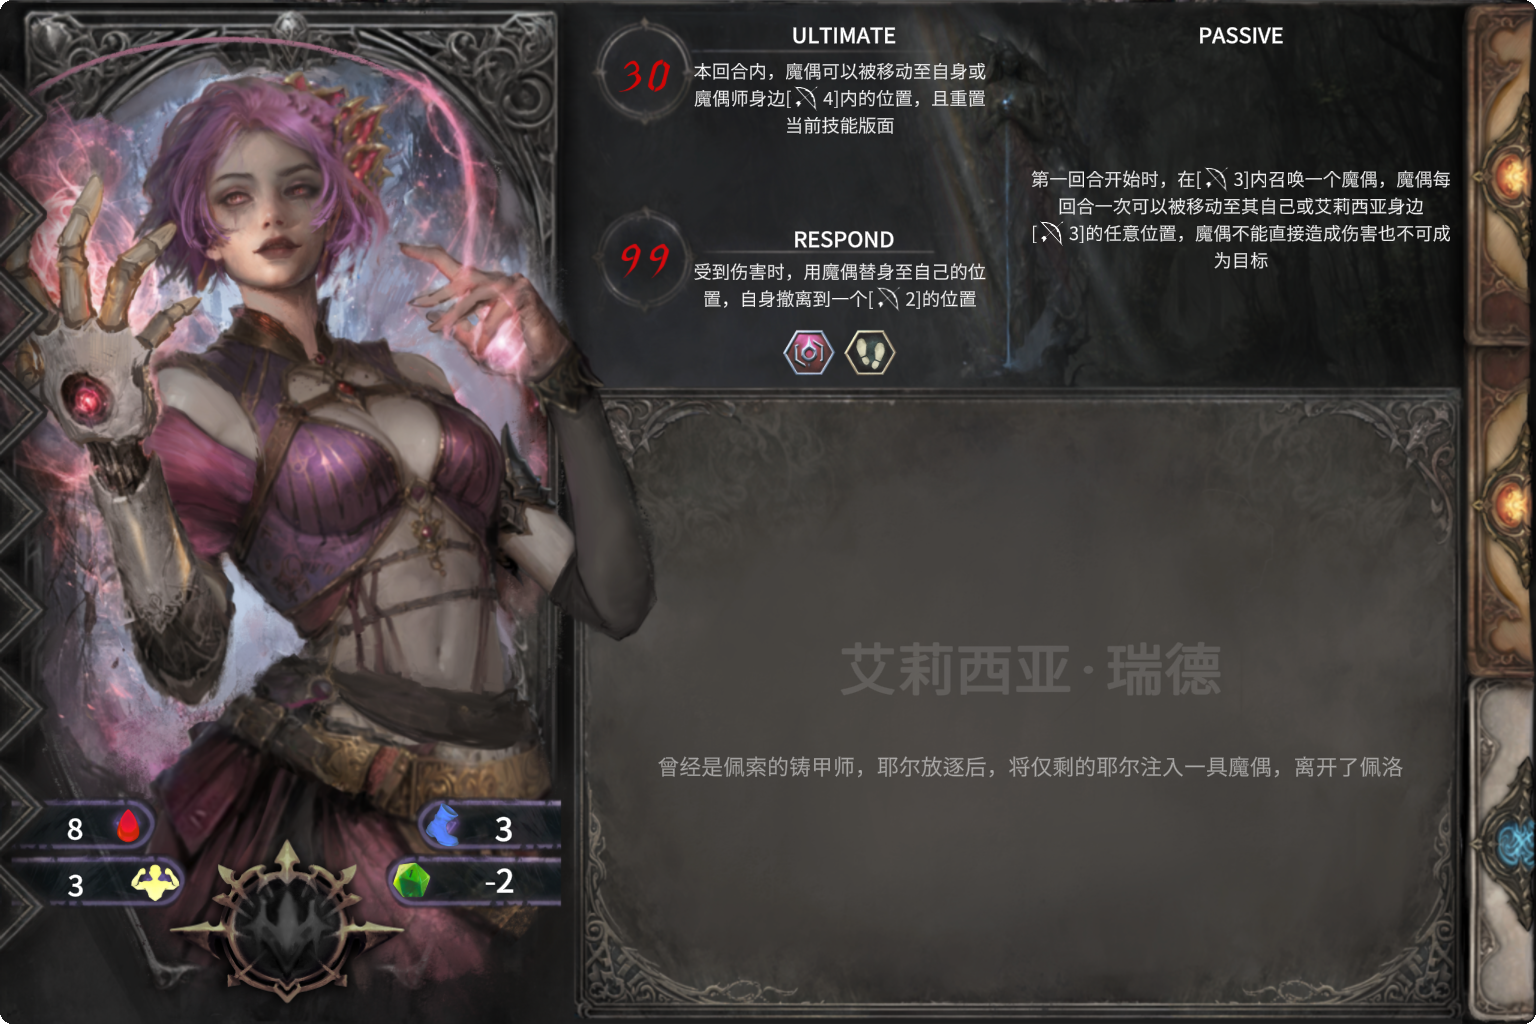 ULTIMATE
30
本回合内，魔偶可以被移动至自身或
魔偶师身边[ 4]内的位置，且重置
当前技能版面
RESPOND
99
受到伤害时，用魔偶替身至自己的位
置，自身撤离到一个[ 2]的位置
PASSIVE
第一回合开始时，在[ 3]内召唤一个魔偶，魔偶每
回合一次可以被移动至其自己或艾莉西亚身边
[ 3]的任意位置，魔偶不能直接造成伤害也不可成
为目标
艾莉西亚·瑞德
曾经是佩索的铸甲师，耶尔放逐后，将仅剩的耶尔注入一具魔偶，离开了佩洛
8
3
3
-2